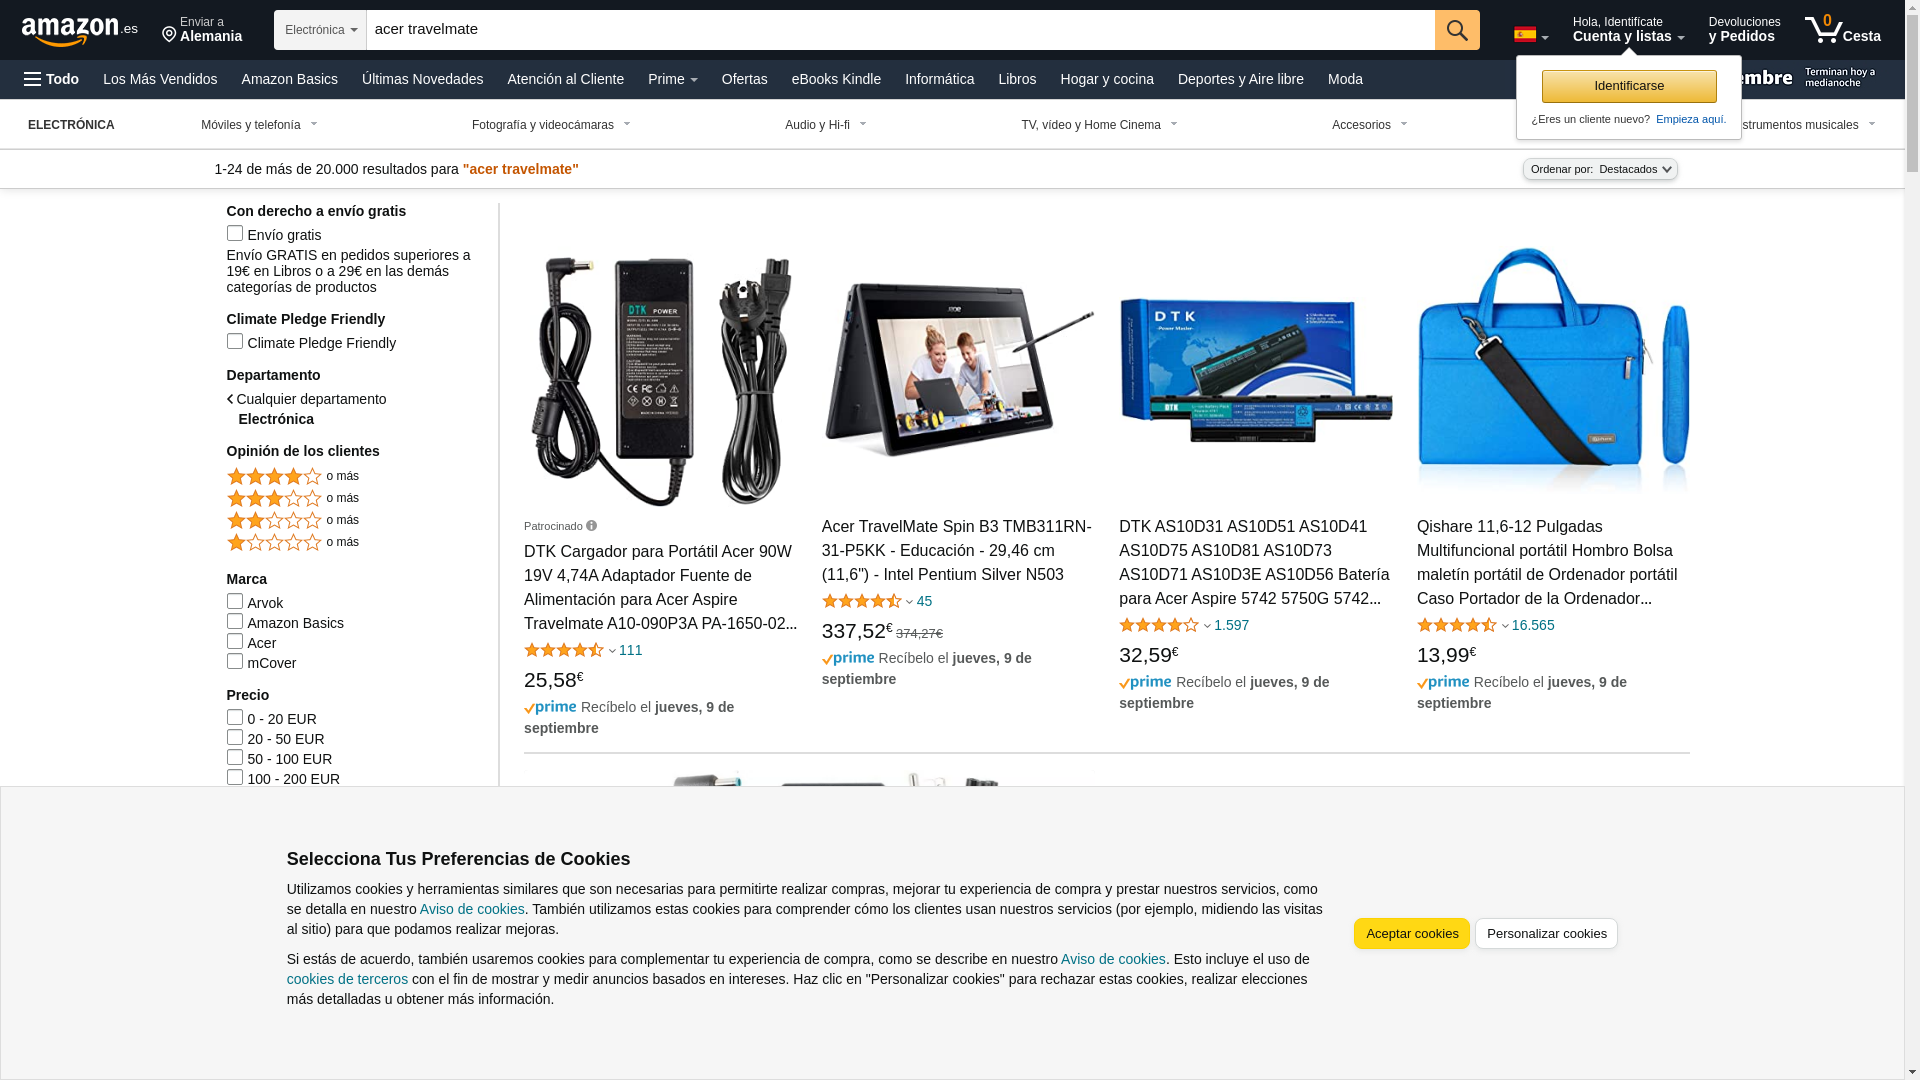 amazon.es
Enviar a
Alemania
Electrónica
acer travelmate
Hola, Identifícate
Cuenta y listas
Devoluciones
y Pedidos
0
Cesta
Todo
Los Más Vendidos
Amazon Basics
Últimas Novedades
Atención al Cliente
Prime
Ofertas
eBooks Kindle
Informática
Libros
Hogar y cocina
Deportes y Aire libre
Moda
Terminan hoy a
medianoche
Identificarse
¿Eres un cliente nuevo? Empieza aquí.
ELECTRÓNICA
Móviles y telefonía
Fotografía y videocámaras
Audio y Hi-fi
TV, vídeo y Home Cinema
Accesorios
strumentos musicales
1-24 de más de 20.000 resultados para "acer travelmate"
Ordenar por: Destacados
Con derecho a envío gratis
Envío gratis
Envío GRATIS en pedidos superiores a
19€ en Libros o a 29€ en las demás
categorías de productos
Climate Pledge Friendly
Climate Pledge Friendly
Departamento
Cualquier departamento
Electrónica
Opinión de los clientes
o más
o más
o más
o más
Marca
Arvok
Amazon Basics
Acer
mCover
Precio
0 - 20 EUR
20 - 50 EUR
50 - 100 EUR
100 - 200 EUR
DTK POWER
Patrocinado
DTK Cargador para Portátil Acer 90W
19V 4,74A Adaptador Fuente de
Alimentación para Acer Aspire
Travelmate A10-090P3A PA-1650-02...
111
25,58€
prime Recíbelo el jueves, 9 de
septiembre
acer
Acer TravelMate Spin B3 TMB311RN-
31-P5KK - Educación - 29,46 cm
(11,6") - Intel Pentium Silver N503
45
337,52€ 374,27€
prime Recíbelo el jueves, 9 de
septiembre
DTK
-Power Master-
DTK
DTK AS10D31 AS10D51 AS10D41
AS10D75 AS10D81 AS10D73
AS10D71 AS10D3E AS10D56 Batería
para Acer Aspire 5742 5750G 5742...
1.597
32,59€
prime Recíbelo el jueves, 9 de
septiembre
Qishare 11,6-12 Pulgadas
Multifuncional portátil Hombro Bolsa
maletín portátil de Ordenador portátil
Caso Portador de la Ordenador...
16.565
13,99€
prime Recíbelo el jueves, 9 de
septiembre
Selecciona Tus Preferencias de Cookies
Utilizamos cookies y herramientas similares que son necesarias para permitirte realizar compras, mejorar tu experiencia de compra y prestar nuestros servicios, como
se detalla en nuestro Aviso de cookies. También utilizamos estas cookies para comprender cómo los clientes usan nuestros servicios (por ejemplo, midiendo las visitas
al sitio) para que podamos realizar mejoras.
Si estás de acuerdo, también usaremos cookies para complementar tu experiencia de compra, como se describe en nuestro Aviso de cookies. Esto incluye el uso de
cookies de terceros con el fin de mostrar y medir anuncios basados en intereses. Haz clic en "Personalizar cookies" para rechazar estas cookies, realizar elecciones
más detalladas u obtener más información.
Aceptar cookies
Personalizar cookies